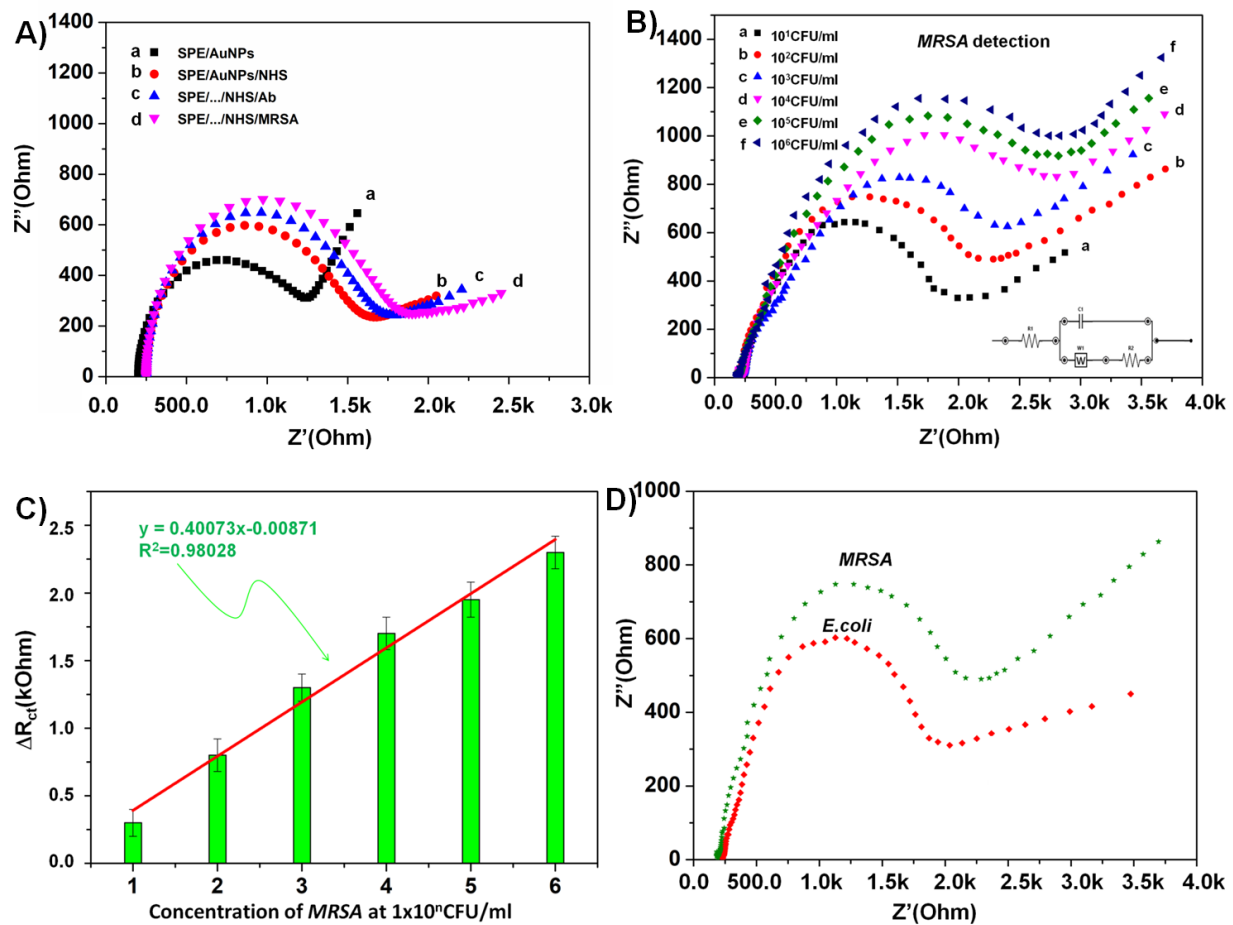 A)
1400
1200
1000
800
600
400
200
0
Z''(Ohm)
a SPE/AuNPs
b SPE/AuNPs/NHS
c SPE/.../NHS/Ab
d SPE/.../NHS/MRSA
a
b
c
d
0.0 500.0 1.0k 1.5k 2.0k 2.5k 3.0k
Z'(Ohm)
B)
1400
1200
1000
800
600
400
200
0
Z''(Ohm)
MRSA detection
a 10¹CFU/ml
b 10²CFU/ml
c 10³CFU/ml
d 10⁴CFU/ml
e 10⁵CFU/ml
f 10⁶CFU/ml
f
e
d
c
b
a
C1
R1
W1
W
R2
0.0 500.0 1.0k 1.5k 2.0k 2.5k 3.0k 3.5k 4.0k
Z'(Ohm)
C)
2.5
2.0
1.5
1.0
0.5
0.0
ΔRct(kOhm)
y = 0.40073x-0.00871
R²=0.98028
1 2 3 4 5 6
Concentration of MRSA at 1x10ⁿCFU/ml
D)
1000
800
600
400
200
0
Z''(Ohm)
MRSA
E.coli
0.0 500.0 1.0k 1.5k 2.0k 2.5k 3.0k 3.5k 4.0k
Z'(Ohm)